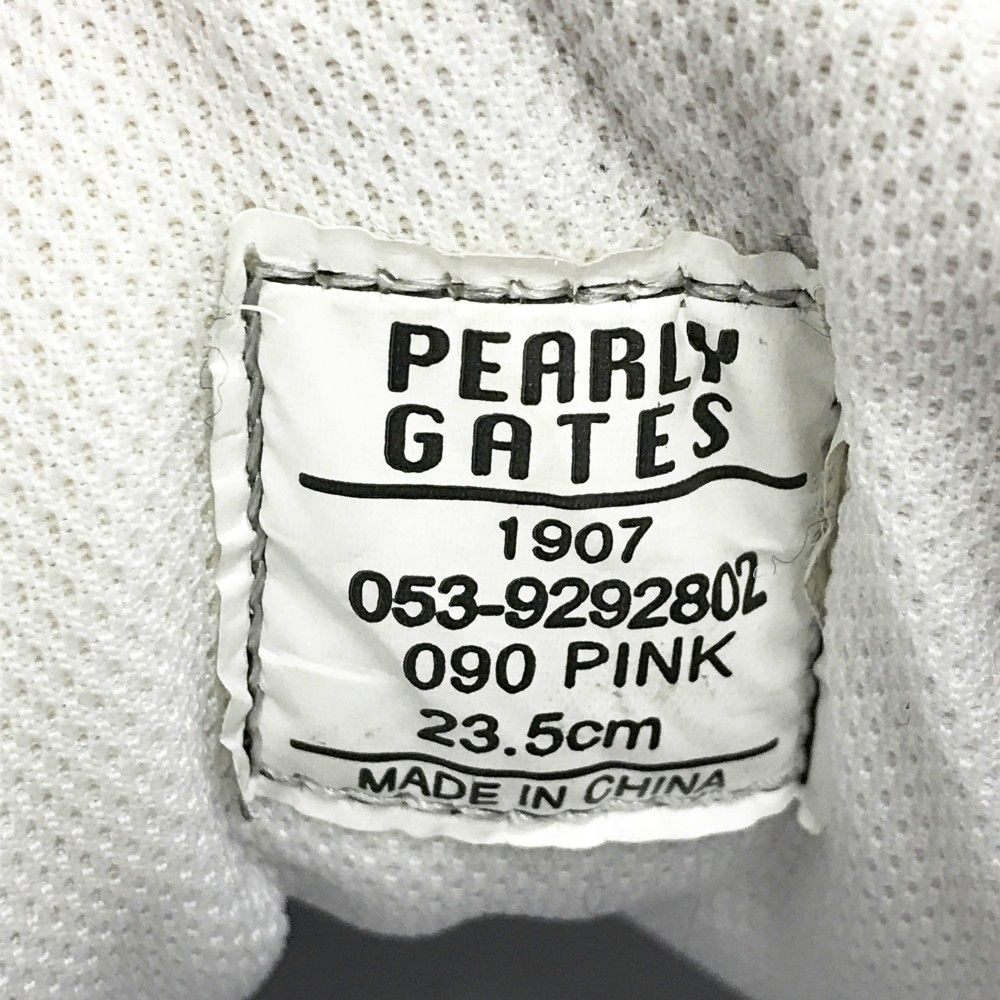 PEARLY
GATES
1907
053-9292802
090 PINK
23.5cm
MADE IN CHINA